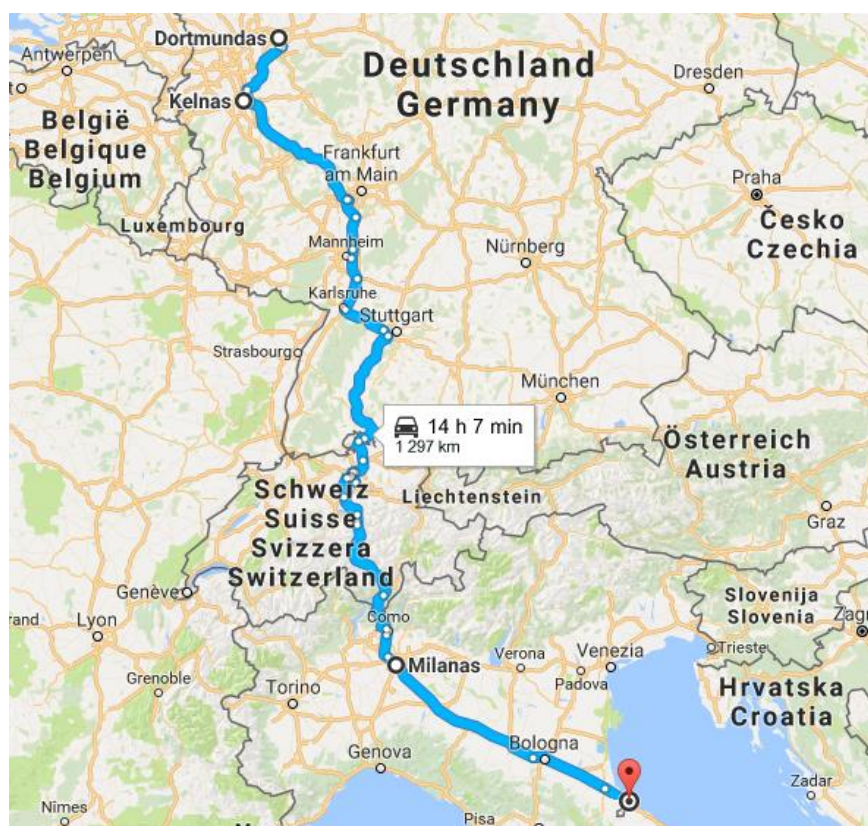 Dortmundas
Antwerpen
Deutschland
Germany
Dresden
Kelnas
België
Belgique
Belgium
Frankfurt
am Main
Praha
Luxembourg
Česko
Czechia
Mannheim
Nürnberg
Karlsruhe
Stuttgart
Strasbourg
München
14 h 7 min
1 297 km
Österreich
Austria
Schweiz
Suisse
Svizzera
Switzerland
Liechtenstein
Graz
Genève
Slovenija
Slovenia
Lyon
Como
Milanas
Verona
Venezia
Trieste
Grenoble
Padova
Torino
Hrvatska
Croatia
Bologna
Genova
Zadar
Nîmes
Pisa